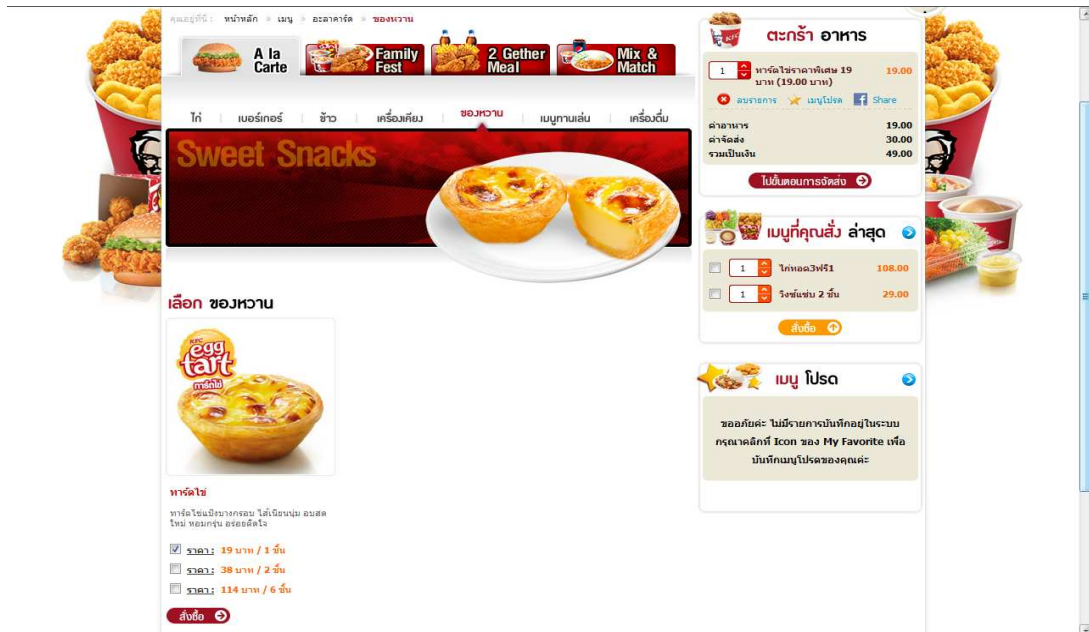 คุณอยู่ที่นี่ : หน้าหลัก » เมนู » อะลาคาร์ด » ของหวาน
A la
Carte
Family
Fest
2 Gether
Meal
Mix &
Match
ไก่
เบอร์เกอร์
ข้าว
เครื่องเคียง
ของหวาน
เมนูทานเล่น
เครื่องดื่ม
Sweet Snacks
เลือก ของหวาน
KFC
egg
tart
ทาร์ตไข่
ทาร์ตไข่
ทาร์ตไข่แป้งบางกรอบ ไส้เนียนนุ่ม อบสด
ใหม่ หอมกรุ่น อร่อยติดใจ
ราคา : 19 บาท / 1 ชิ้น
ราคา : 38 บาท / 2 ชิ้น
ราคา : 114 บาท / 6 ชิ้น
สั่งซื้อ
KFC
ตะกร้า อาหาร
1 ทาร์ตไข่ราคาพิเศษ 19 19.00
บาท (19.00 บาท)
ลบรายการ เมนูโปรด Share
ค่าอาหาร 19.00
ค่าจัดส่ง 30.00
รวมเป็นเงิน 49.00
ไปขั้นตอนการจัดส่ง
เมนูที่คุณสั่ง ล่าสุด
1 ไก่ทอด3ฟรี1 108.00
1 วิงซ์แซ่บ 2 ชิ้น 29.00
สั่งซื้อ
เมนู โปรด
ขออภัยค่ะ ไม่มีรายการบันทึกอยู่ในระบบ
กรุณาคลิกที่ Icon ของ My Favorite เพื่อ
บันทึกเมนูโปรดของคุณค่ะ